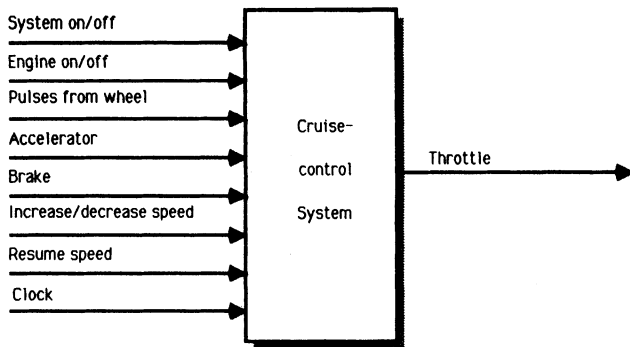 System on/off
Engine on/off
Pulses from wheel
Accelerator
Brake
Increase/decrease speed
Resume speed
Clock
Cruise-
control
System
Throttle